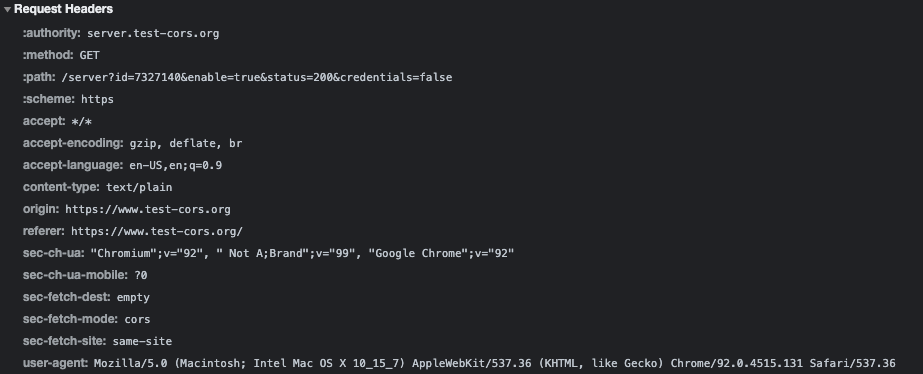 Request Headers
:authority: server.test-cors.org
:method: GET
:path: /server?id=7327140&enable=true&status=200&credentials=false
:scheme: https
accept: */*
accept-encoding: gzip, deflate, br
accept-language: en-US,en;q=0.9
content-type: text/plain
origin: https://www.test-cors.org
referer: https://www.test-cors.org/
sec-ch-ua: "Chromium";v="92", " Not A;Brand";v="99", "Google Chrome";v="92"
sec-ch-ua-mobile: ?0
sec-fetch-dest: empty
sec-fetch-mode: cors
sec-fetch-site: same-site
user-agent: Mozilla/5.0 (Macintosh; Intel Mac OS X 10_15_7) AppleWebKit/537.36 (KHTML, like Gecko) Chrome/92.0.4515.131 Safari/537.36